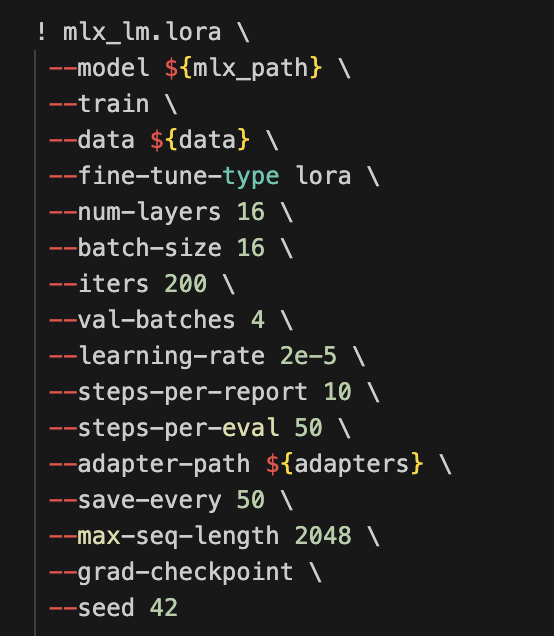 ! mlx_lm.lora \
--model ${mlx_path} \
--train \
--data ${data} \
--fine-tune-type lora \
--num-layers 16 \
--batch-size 16 \
--iters 200 \
--val-batches 4 \
--learning-rate 2e-5 \
--steps-per-report 10 \
--steps-per-eval 50 \
--adapter-path ${adapters} \
--save-every 50 \
--max-seq-length 2048 \
--grad-checkpoint \
--seed 42